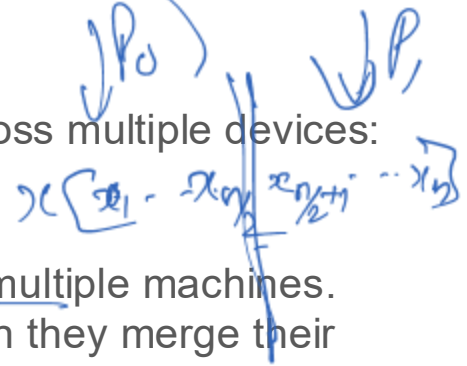 P₀ P₁
oss multiple devices:
x [x₁ - - xₙ/₂ xₙ/₂₊₁ - - xₙ]
multiple machines.
n they merge their